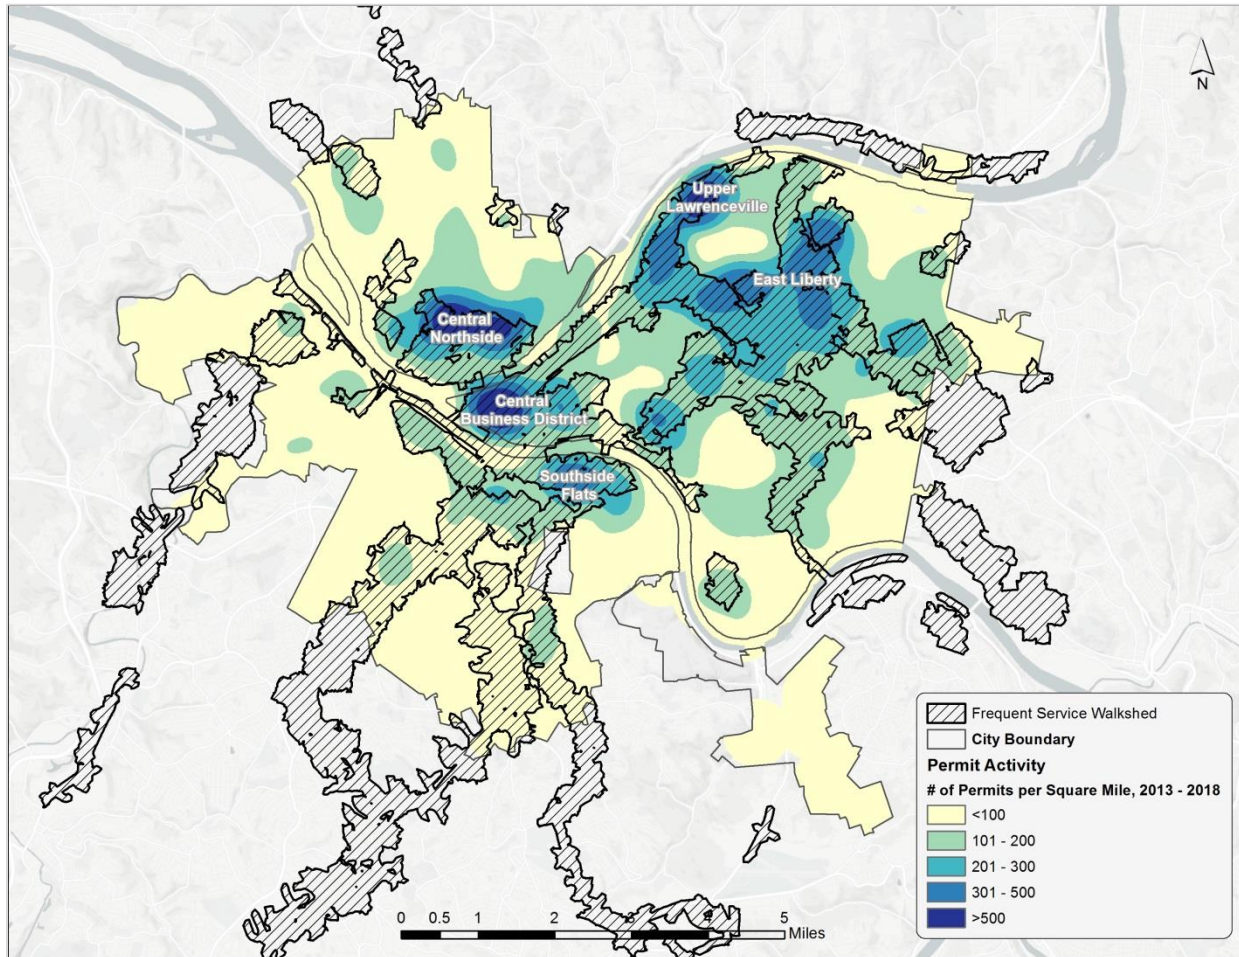 N
Upper
Lawrenceville
East Liberty
Central
Northside
Central
Business District
Southside
Flats
Frequent Service Walkshed
City Boundary
Permit Activity
# of Permits per Square Mile, 2013 - 2018
<100
101 - 200
201 - 300
301 - 500
>500
0 0.5 1 2 3 4 5
Miles